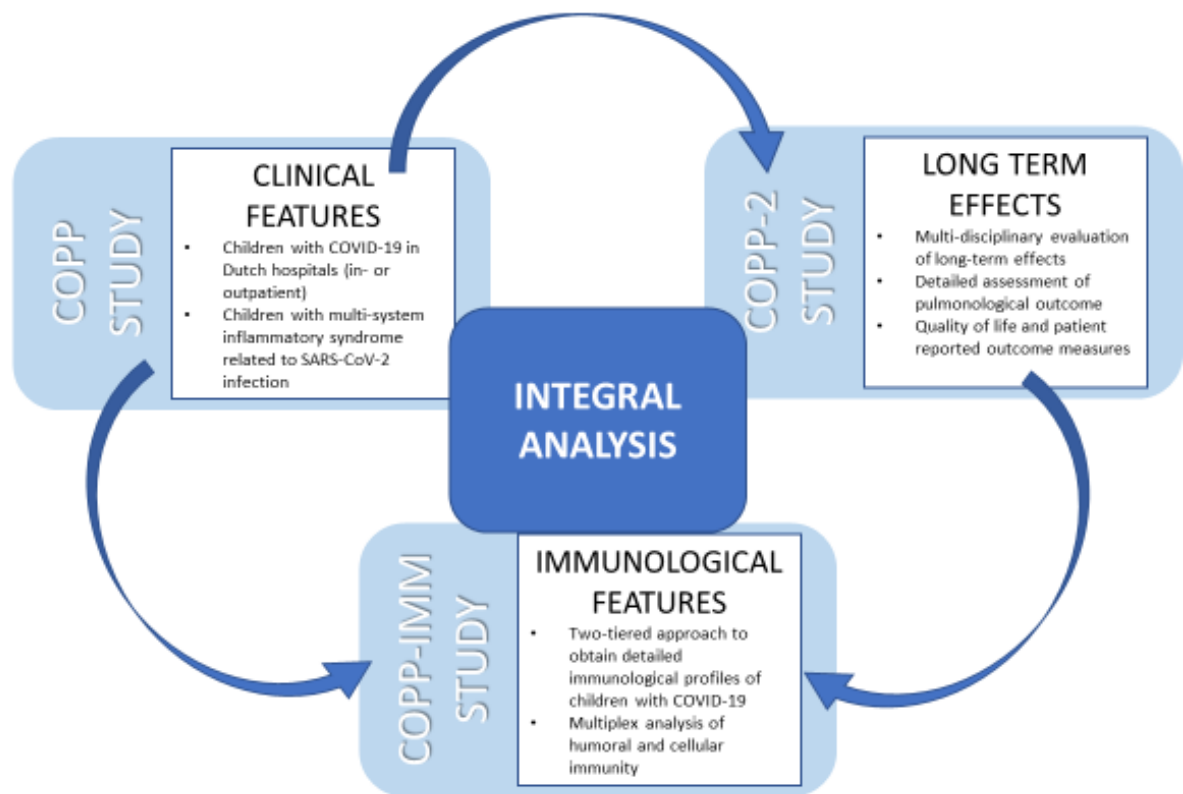 COPP
STUDY
CLINICAL
FEATURES
• Children with COVID-19 in
Dutch hospitals (in- or
outpatient)
• Children with multi-system
inflammatory syndrome
related to SARS-CoV-2
infection
COPP-2
STUDY
LONG TERM
EFFECTS
• Multi-disciplinary evaluation
of long-term effects
• Detailed assessment of
pulmonological outcome
• Quality of life and patient
reported outcome measures
INTEGRAL
ANALYSIS
COPP-IMM
STUDY
IMMUNOLOGICAL
FEATURES
• Two-tiered approach to
obtain detailed
immunological profiles of
children with COVID-19
• Multiplex analysis of
humoral and cellular
immunity